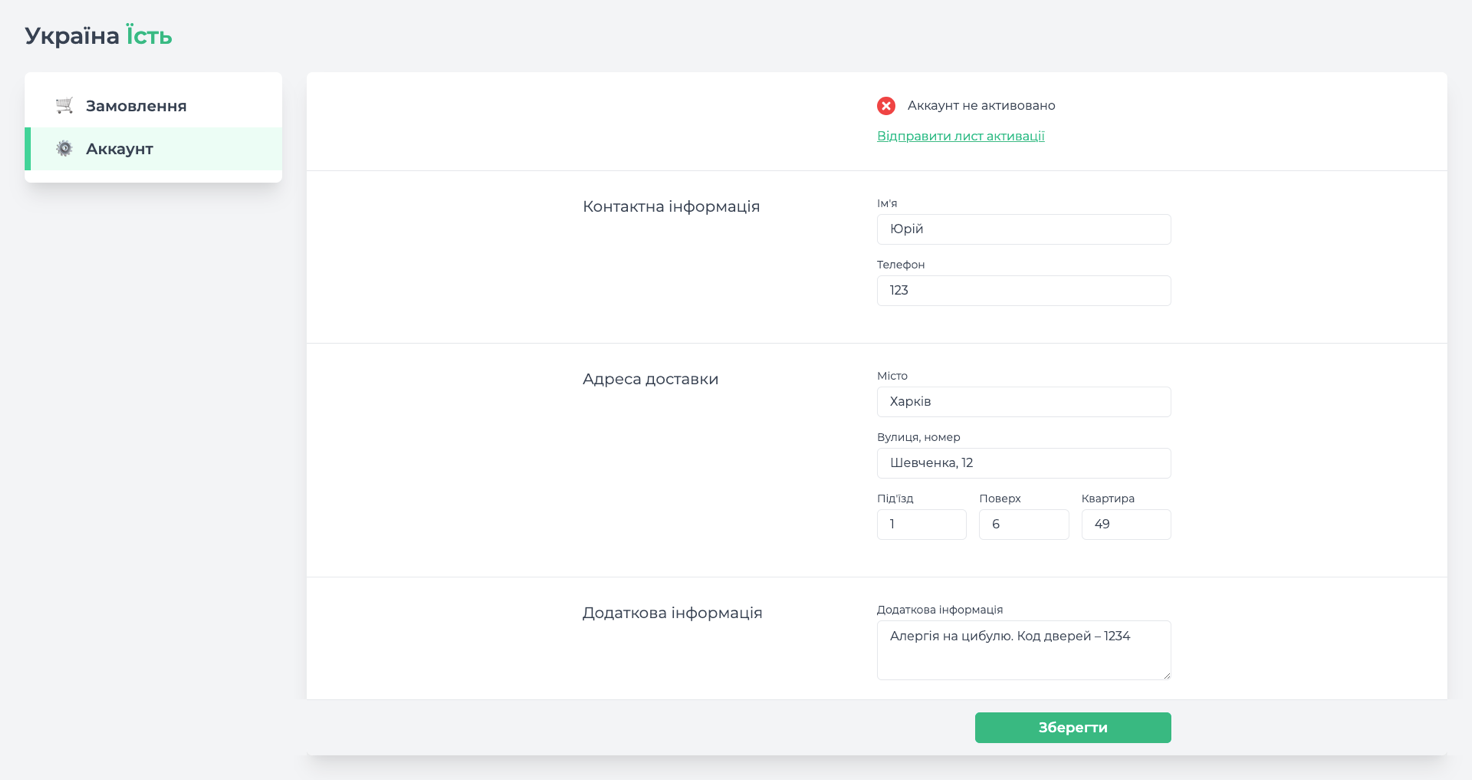 Україна Їсть
Замовлення
Аккаунт
Аккаунт не активовано
Відправити лист активації
Контактна інформація
Ім'я
Юрій
Телефон
123
Адреса доставки
Місто
Харків
Вулиця, номер
Шевченка, 12
Під'їзд Поверх Квартира
1 6 49
Додаткова інформація
Додаткова інформація
Алергія на цибулю. Код дверей – 1234
Зберегти